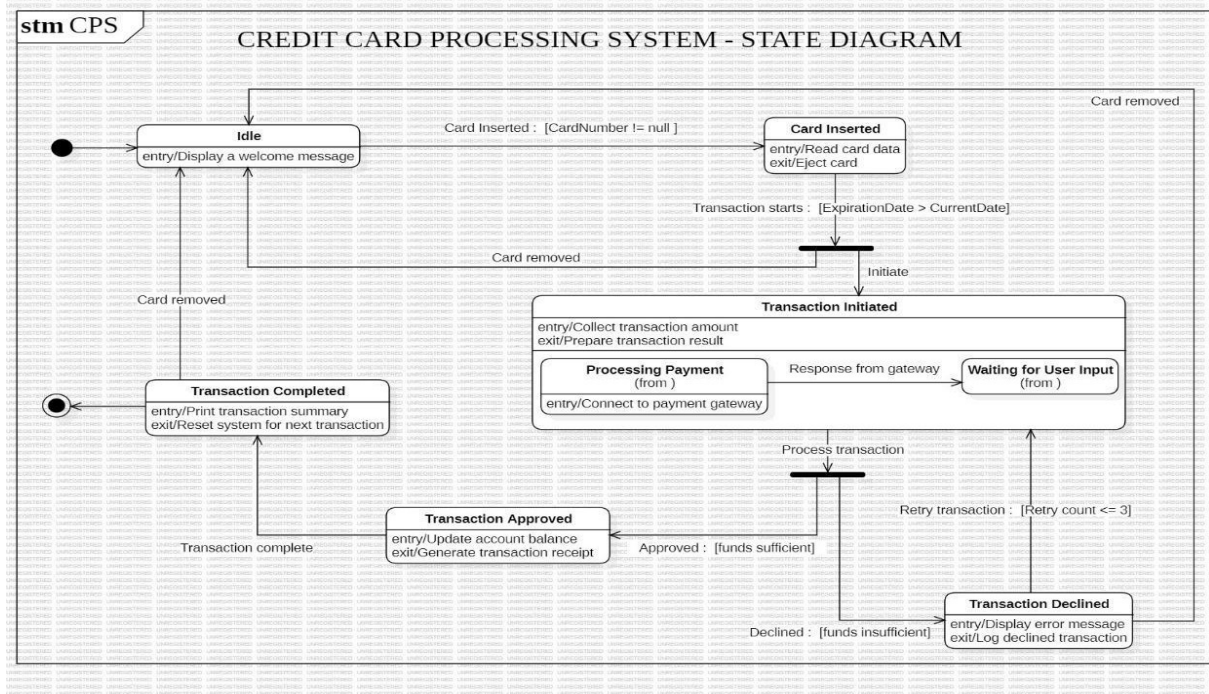 stm CPS
CREDIT CARD PROCESSING SYSTEM - STATE DIAGRAM
Card removed
Idle
entry/Display a welcome message
Card Inserted : [CardNumber != null ]
Card Inserted
entry/Read card data
exit/Eject card
Transaction starts : [ExpirationDate > CurrentDate]
Card removed
Initiate
Card removed
Transaction Initiated
entry/Collect transaction amount
exit/Prepare transaction result
Processing Payment
(from )
entry/Connect to payment gateway
Response from gateway
Waiting for User Input
(from )
Transaction Completed
entry/Print transaction summary
exit/Reset system for next transaction
Process transaction
Retry transaction : [Retry count <= 3]
Transaction Approved
entry/Update account balance
exit/Generate transaction receipt
Transaction complete
Approved : [funds sufficient]
Transaction Declined
entry/Display error message
exit/Log declined transaction
Declined : [funds insufficient]